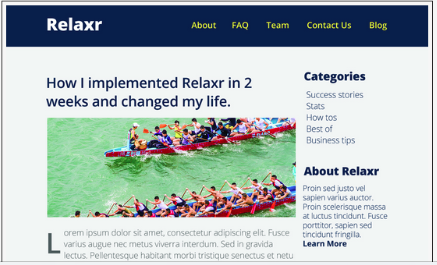 Relaxr
About FAQ Team Contact Us Blog
How I implemented Relaxr in 2
weeks and changed my life.
Lorem ipsum dolor sit amet, consectetur adipiscing elit. Fusce
varius augue nec metus viverra interdum. Sed in gravida
lectus. Pellentesque habitant morbi tristique senectus et netu
Categories
Success stories
Stats
How tos
Best of
Business tips
About Relaxr
Proin sed justo vel
sapien varius auctor.
Proin scelerisque massa
at luctus tincidunt. Fusce
porttitor, sapien sed
tincidunt fringilla.
Learn More